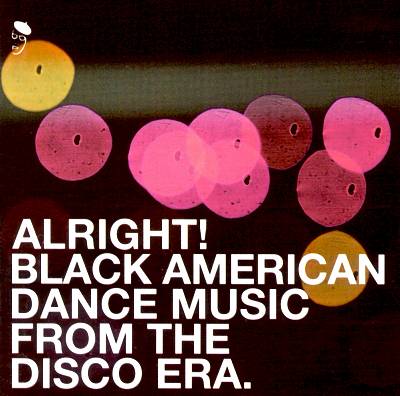 ALRIGHT!
BLACK AMERICAN
DANCE MUSIC
FROM THE
DISCO ERA.